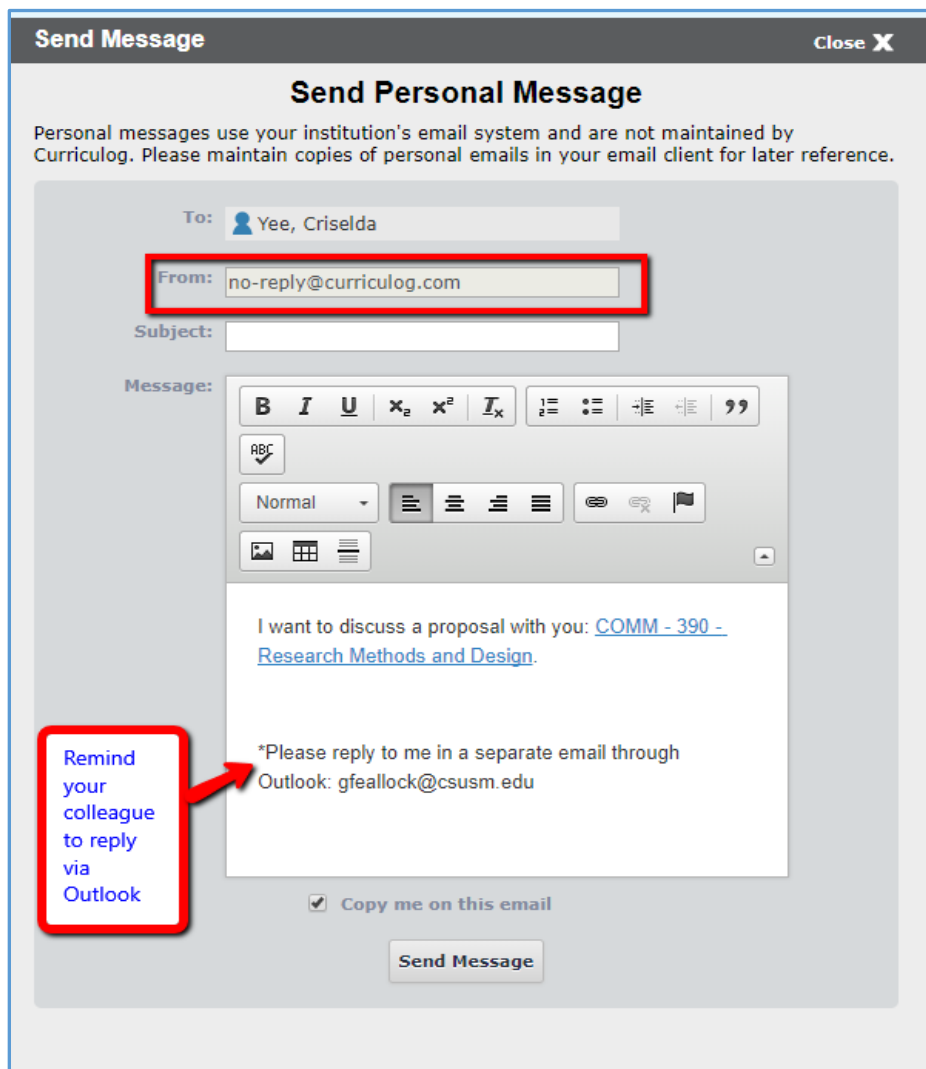 Send Message
Close X
Send Personal Message
Personal messages use your institution's email system and are not maintained by
Curriculog. Please maintain copies of personal emails in your email client for later reference.
To: Yee, Criselda
From: no-reply@curriculog.com
Subject:
Message:
B I U x₂ x² Tx
ABC
Normal
I want to discuss a proposal with you: COMM - 390 -
Research Methods and Design.
*Please reply to me in a separate email through
Outlook: gfeallock@csusm.edu
Remind
your
colleague
to reply
via
Outlook
Copy me on this email
Send Message